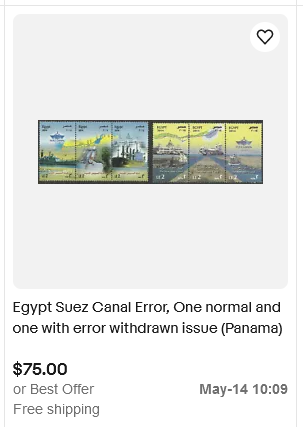 Egypt Suez Canal Error, One normal and
one with error withdrawn issue (Panama)
$75.00
or Best Offer
May-14 10:09
Free shipping